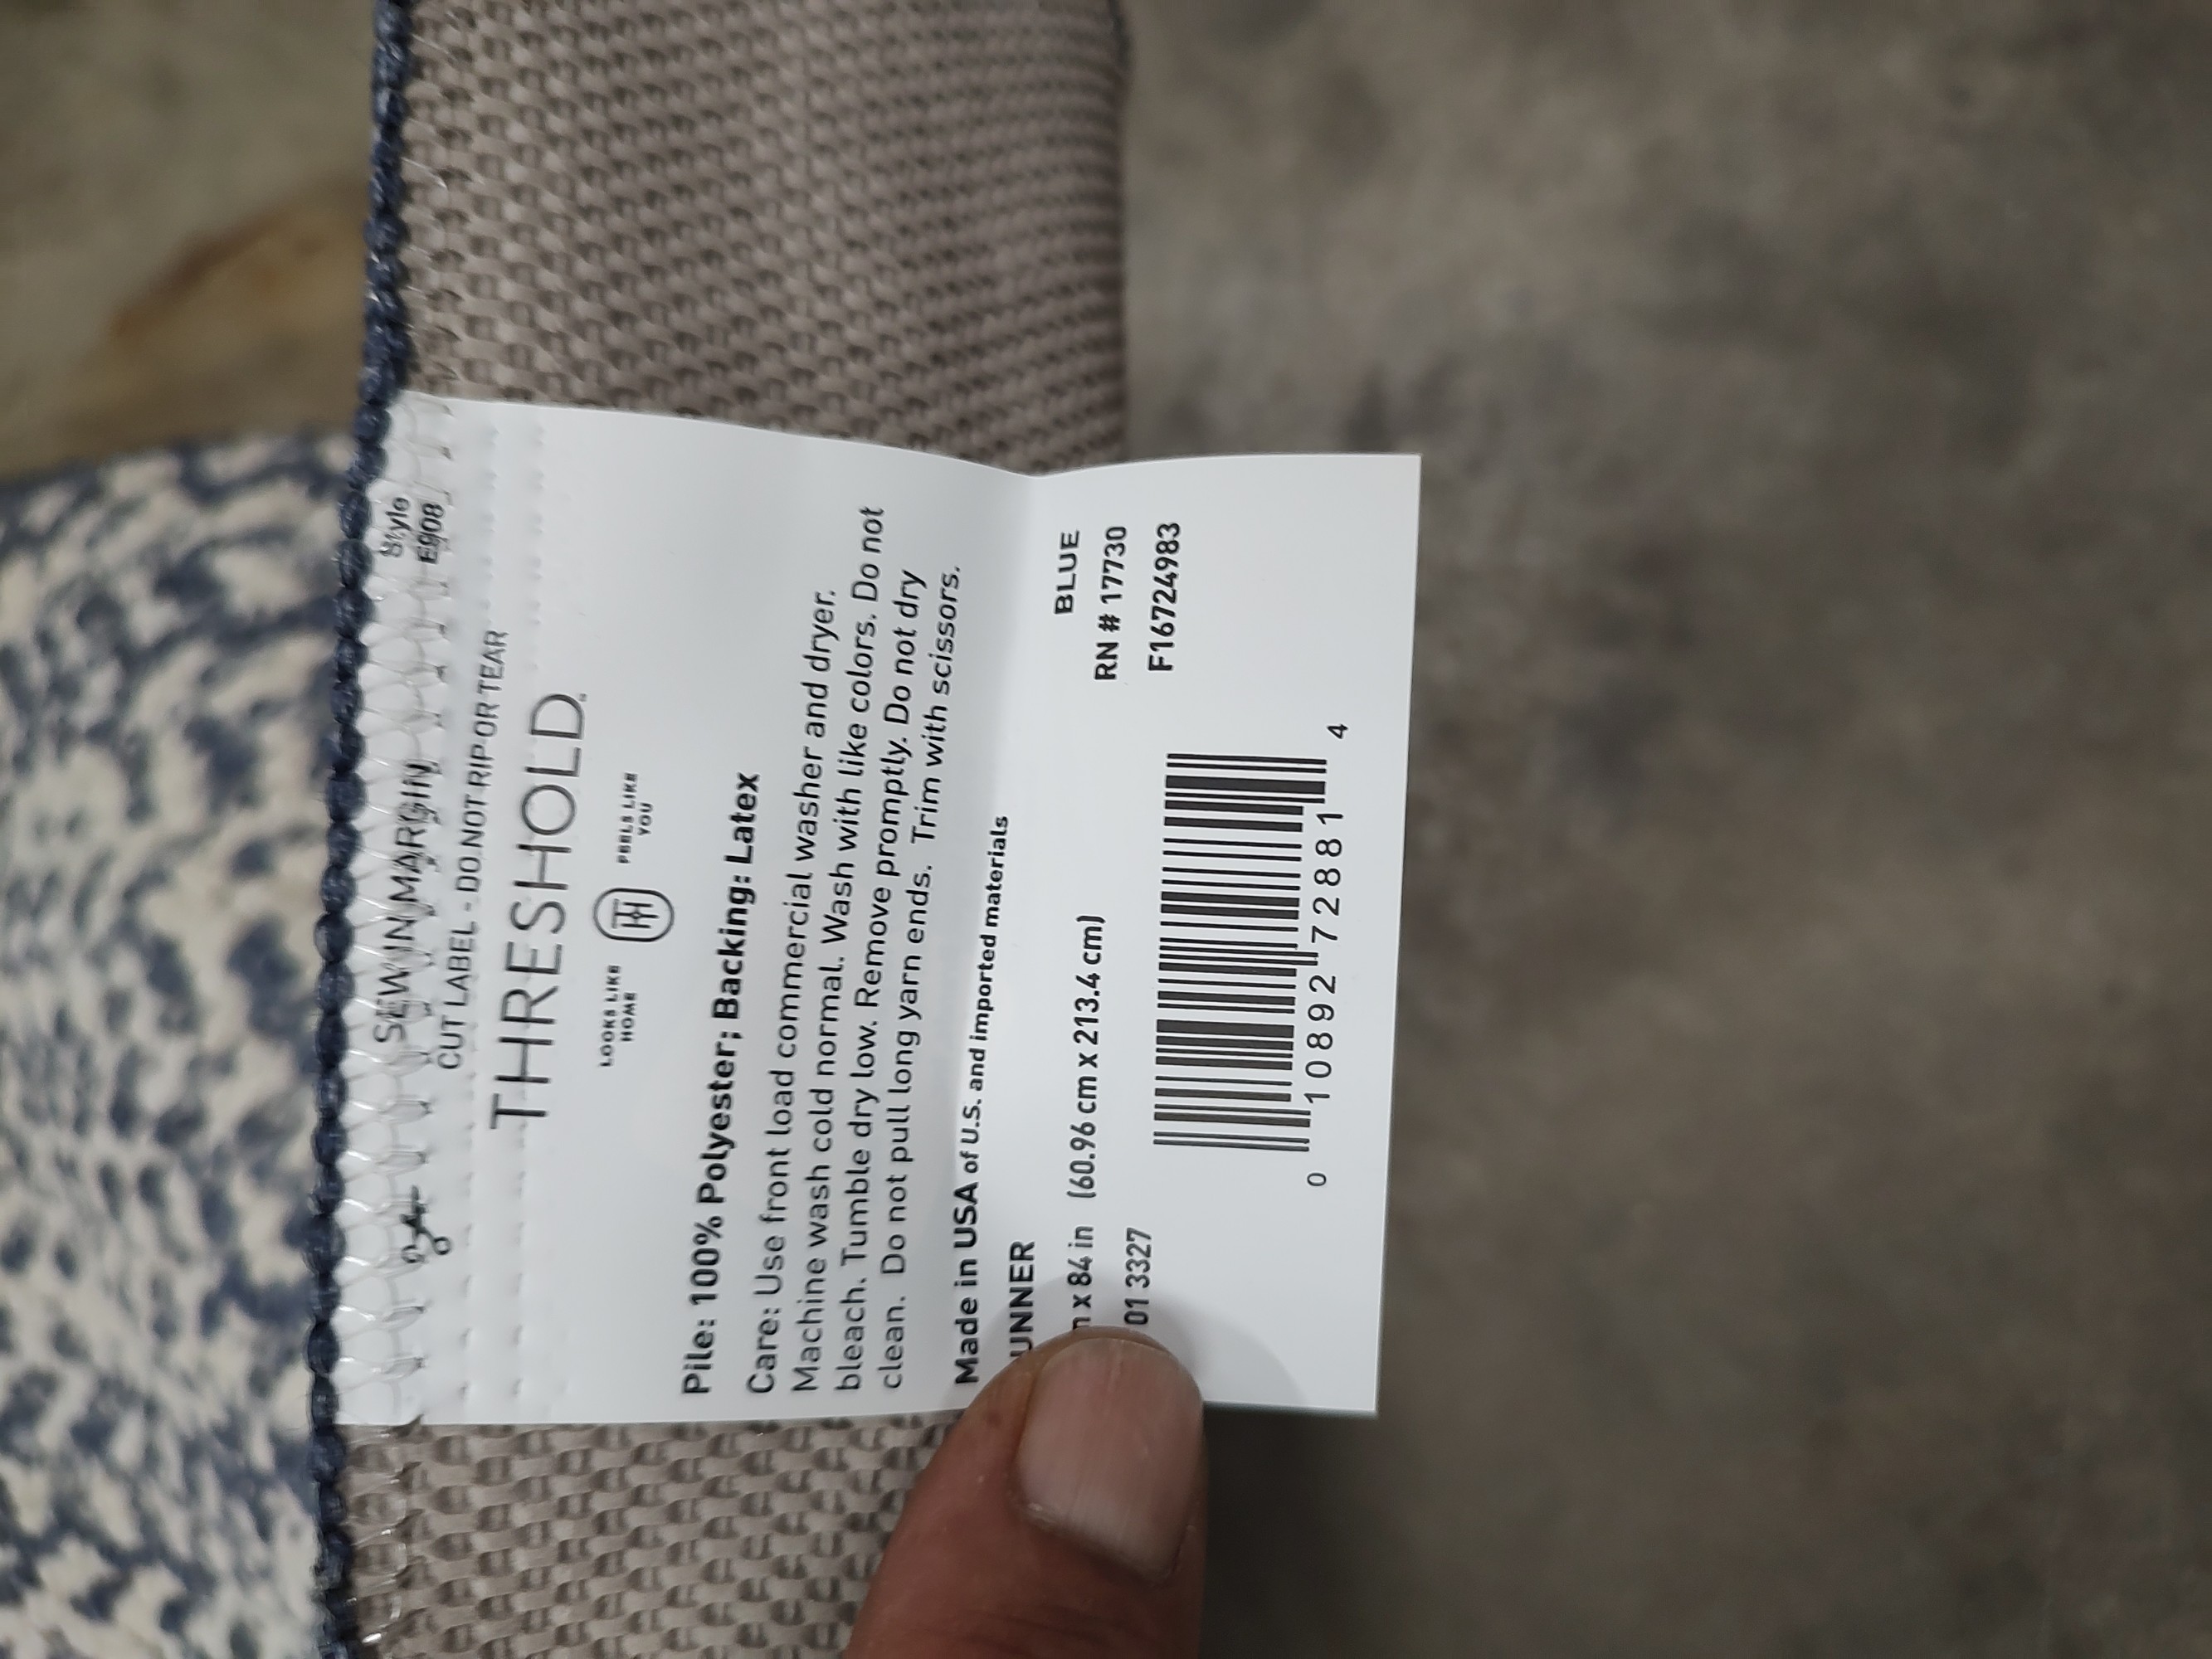 Style
E908
SEW IN MARGIN
CUT LABEL - DO NOT RIP OR TEAR
THRESHOLD
LOOKS LIKE HOME
TH
FEELS LIKE YOU
Pile: 100% Polyester; Backing: Latex
Care: Use front load commercial washer and dryer.
Machine wash cold normal. Wash with like colors. Do not
bleach. Tumble dry low. Remove promptly. Do not dry
clean. Do not pull long yarn ends. Trim with scissors.
Made in USA of U.S. and imported materials
UNNER
BLUE
n x 84 in (60.96 cm x 213.4 cm)
RN # 17730
01 3327
F16724983
0 10892 72881 4